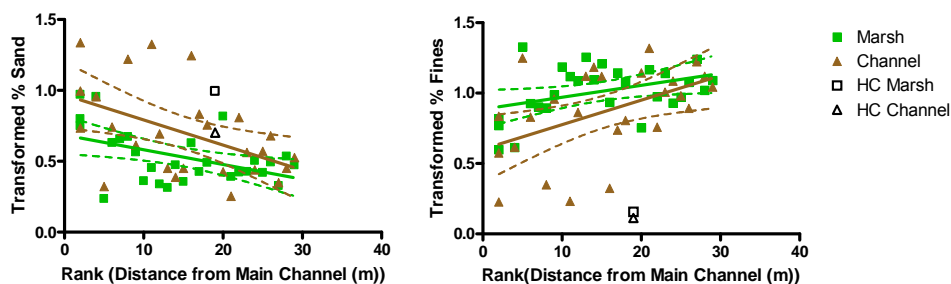 Transformed % Sand
1.5
1.0
0.5
0.0
0 10 20 30 40
Rank (Distance from Main Channel (m))
Transformed % Fines
1.5
1.0
0.5
0.0
0 10 20 30 40
Rank(Distance from Main Channel (m))
Marsh
Channel
HC Marsh
HC Channel